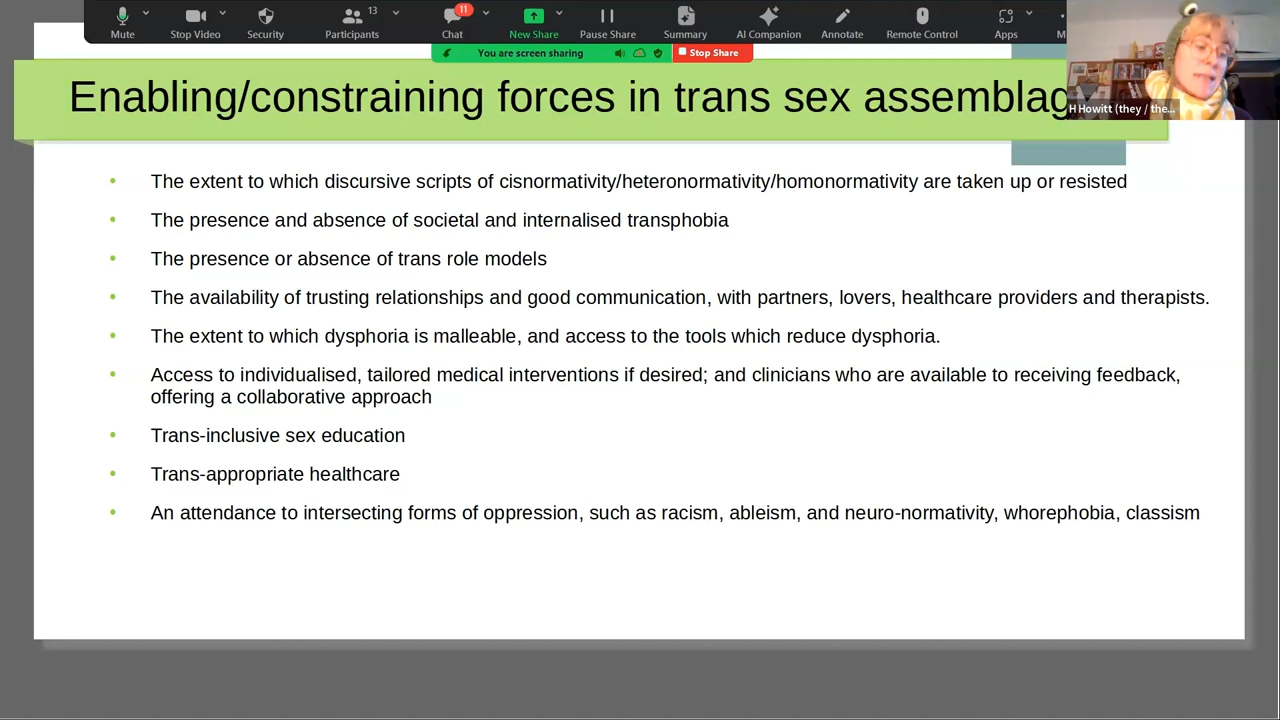 Mute
Stop Video
Security
13
Participants
11
Chat
New Share
Pause Share
Summary
AI Companion
Annotate
Remote Control
Apps
You are screen sharing
Stop Share
H Howitt (they / the...
Enabling/constraining forces in trans sex assemblag
The extent to which discursive scripts of cisnormativity/heteronormativity/homonormativity are taken up or resisted
The presence and absence of societal and internalised transphobia
The presence or absence of trans role models
The availability of trusting relationships and good communication, with partners, lovers, healthcare providers and therapists.
The extent to which dysphoria is malleable, and access to the tools which reduce dysphoria.
Access to individualised, tailored medical interventions if desired; and clinicians who are available to receiving feedback,
offering a collaborative approach
Trans-inclusive sex education
Trans-appropriate healthcare
An attendance to intersecting forms of oppression, such as racism, ableism, and neuro-normativity, whorephobia, classism